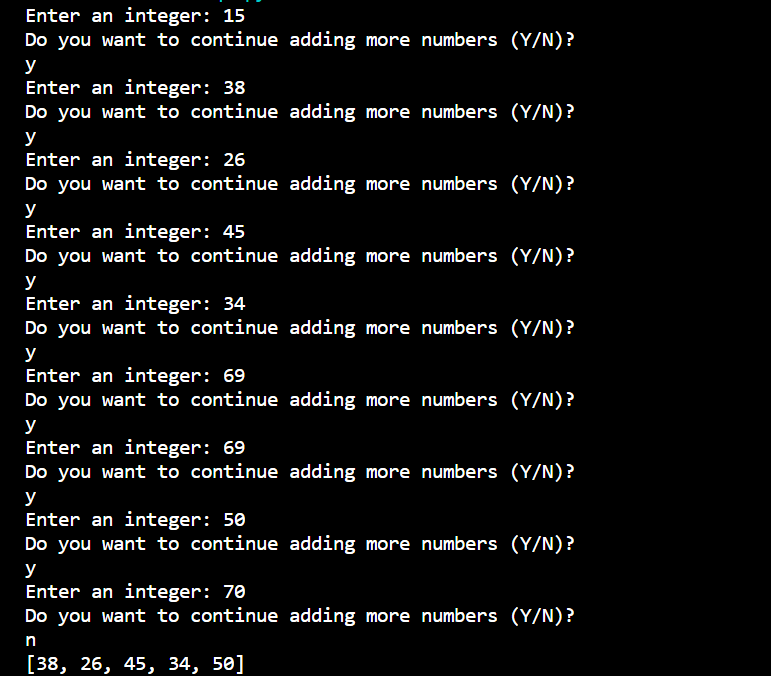 Enter an integer: 15
Do you want to continue adding more numbers (Y/N)?
y
Enter an integer: 38
Do you want to continue adding more numbers (Y/N)?
y
Enter an integer: 26
Do you want to continue adding more numbers (Y/N)?
y
Enter an integer: 45
Do you want to continue adding more numbers (Y/N)?
y
Enter an integer: 34
Do you want to continue adding more numbers (Y/N)?
y
Enter an integer: 69
Do you want to continue adding more numbers (Y/N)?
y
Enter an integer: 69
Do you want to continue adding more numbers (Y/N)?
y
Enter an integer: 50
Do you want to continue adding more numbers (Y/N)?
y
Enter an integer: 70
Do you want to continue adding more numbers (Y/N)?
n
[38, 26, 45, 34, 50]